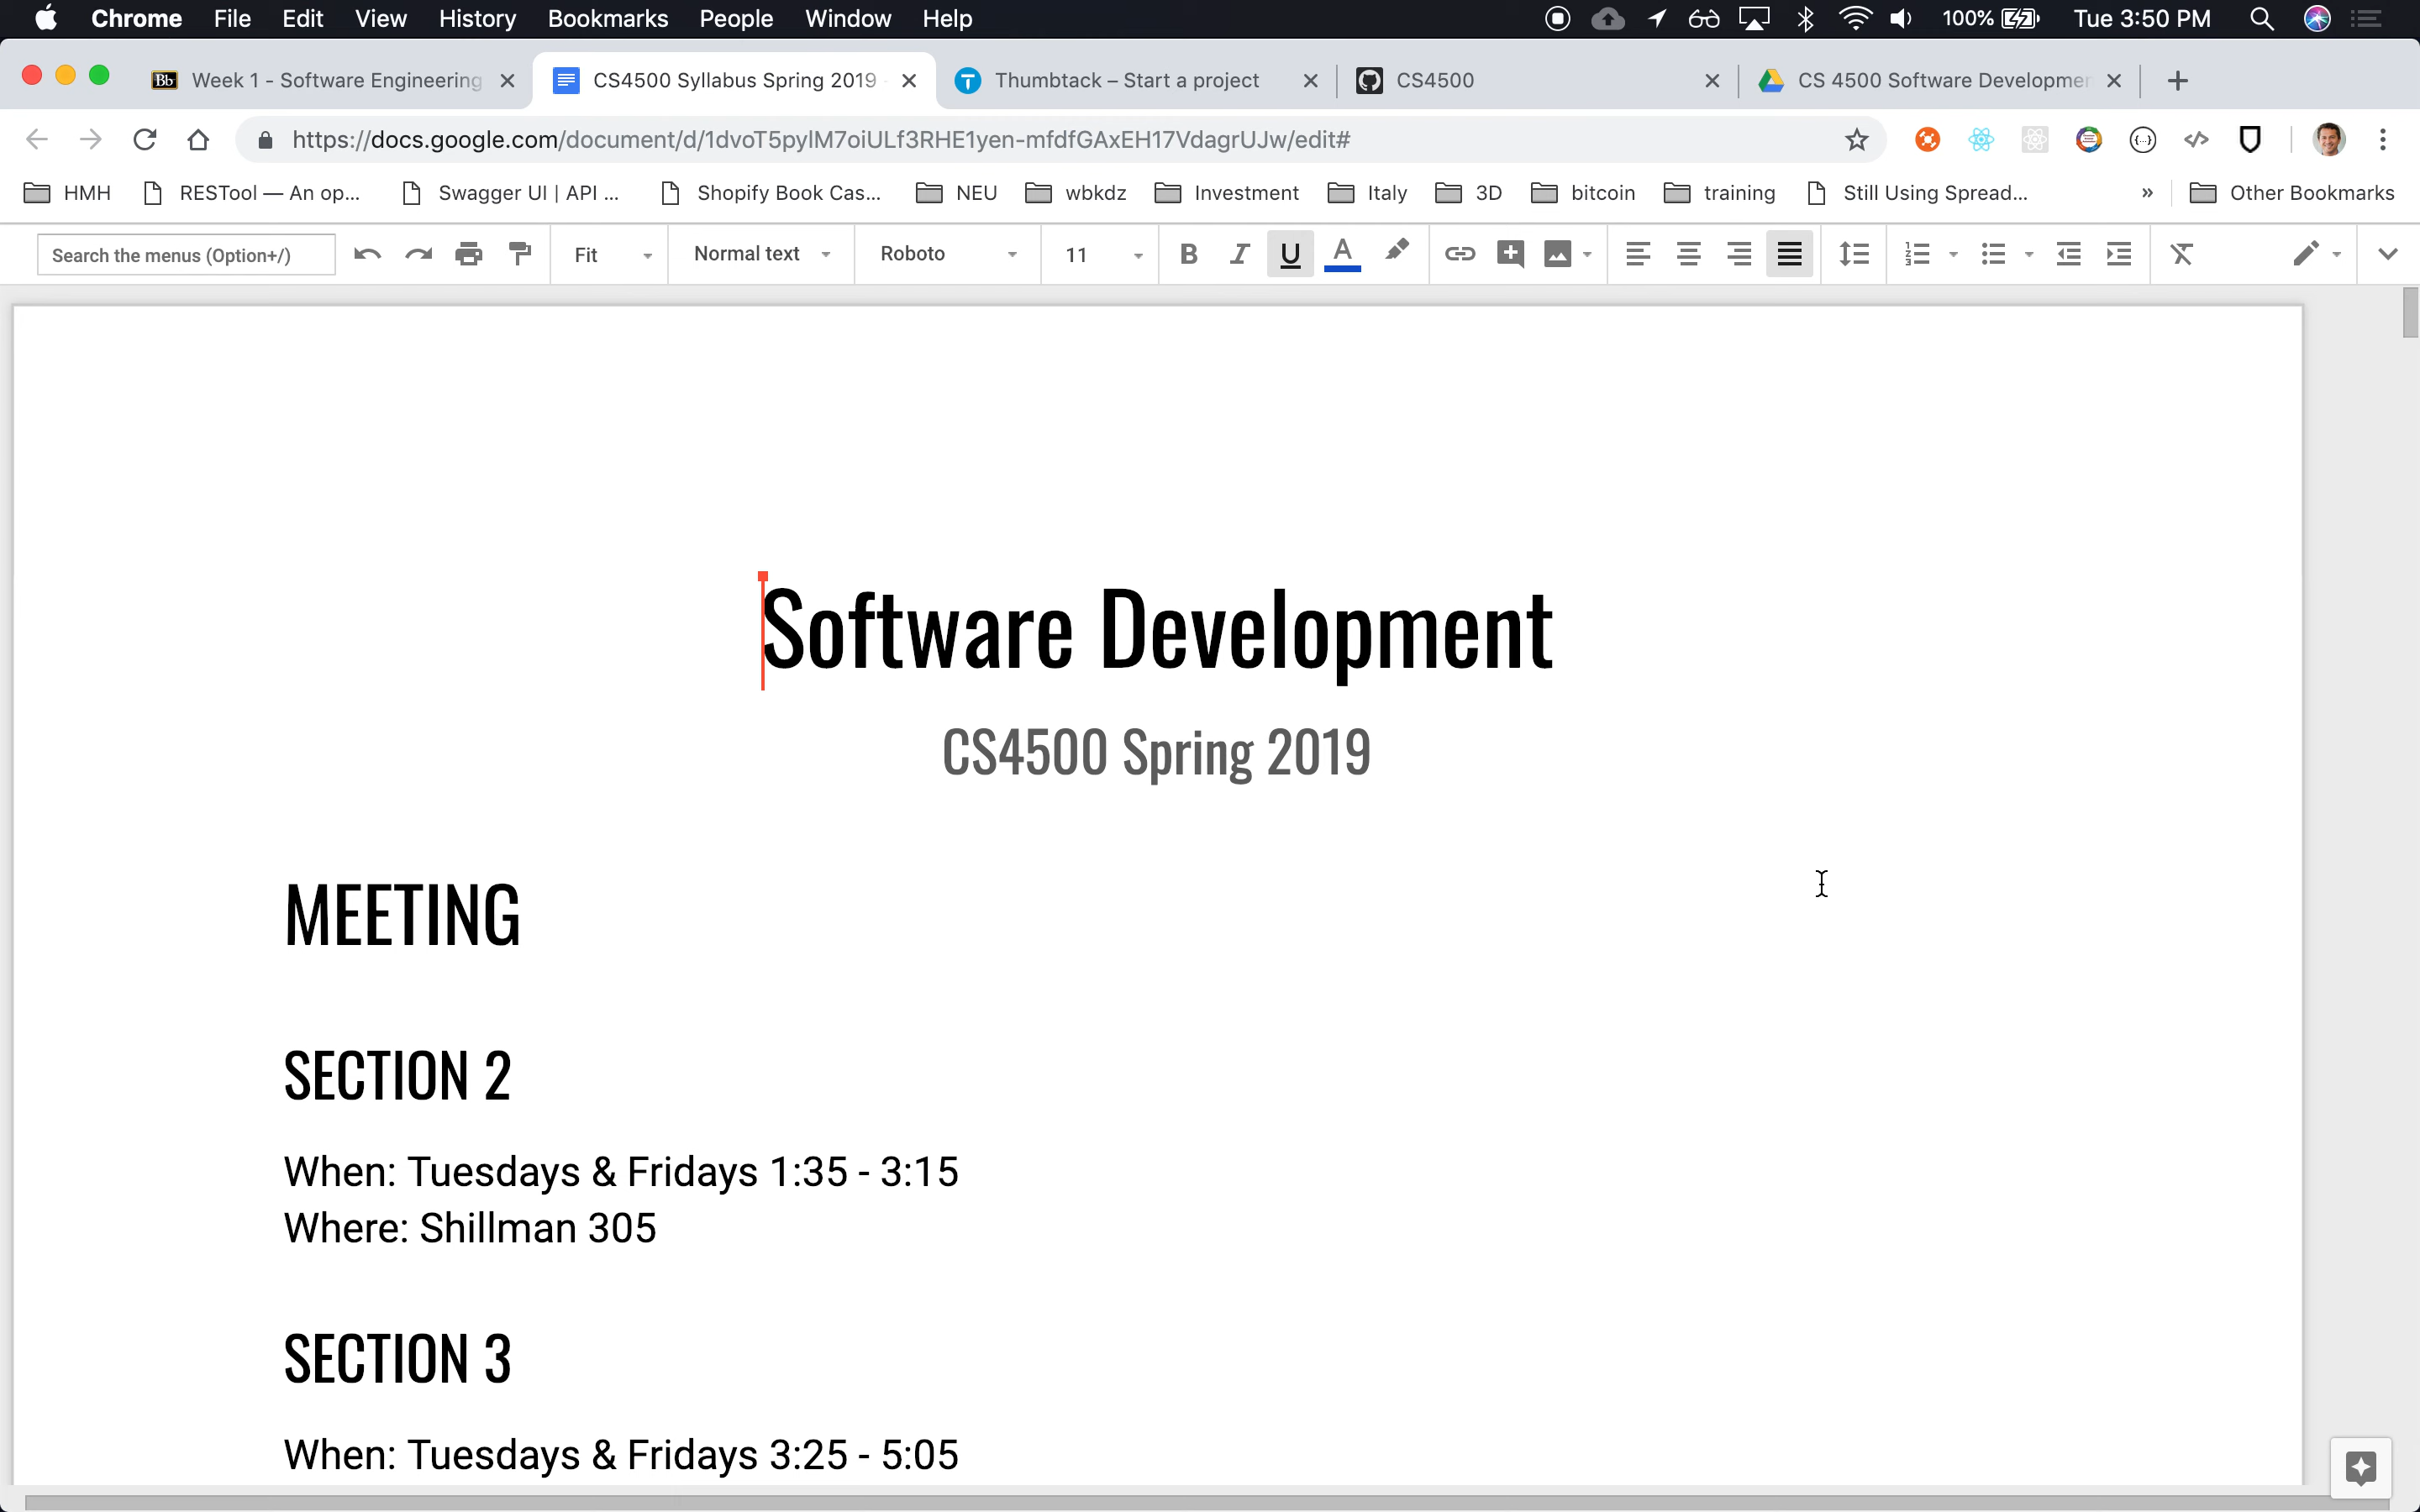 Chrome File Edit View History Bookmarks People Window Help 100% Tue 3:50 PM
Bb Week 1 - Software Engineering CS4500 Syllabus Spring 2019 - Thumbtack – Start a project CS4500 CS 4500 Software Developmen
https://docs.google.com/document/d/1dvoT5pylM7oiULf3RHE1yen-mfdfGAxEH17VdagrUJw/edit#
HMH RESTool — An op... Swagger UI | API ... Shopify Book Cas... NEU wbkdz Investment Italy 3D bitcoin training Still Using Spread... » Other Bookmarks
Search the menus (Option+/) Fit Normal text Roboto 11 B I U A
Software Development
CS4500 Spring 2019
MEETING
SECTION 2
When: Tuesdays & Fridays 1:35 - 3:15
Where: Shillman 305
SECTION 3
When: Tuesdays & Fridays 3:25 - 5:05